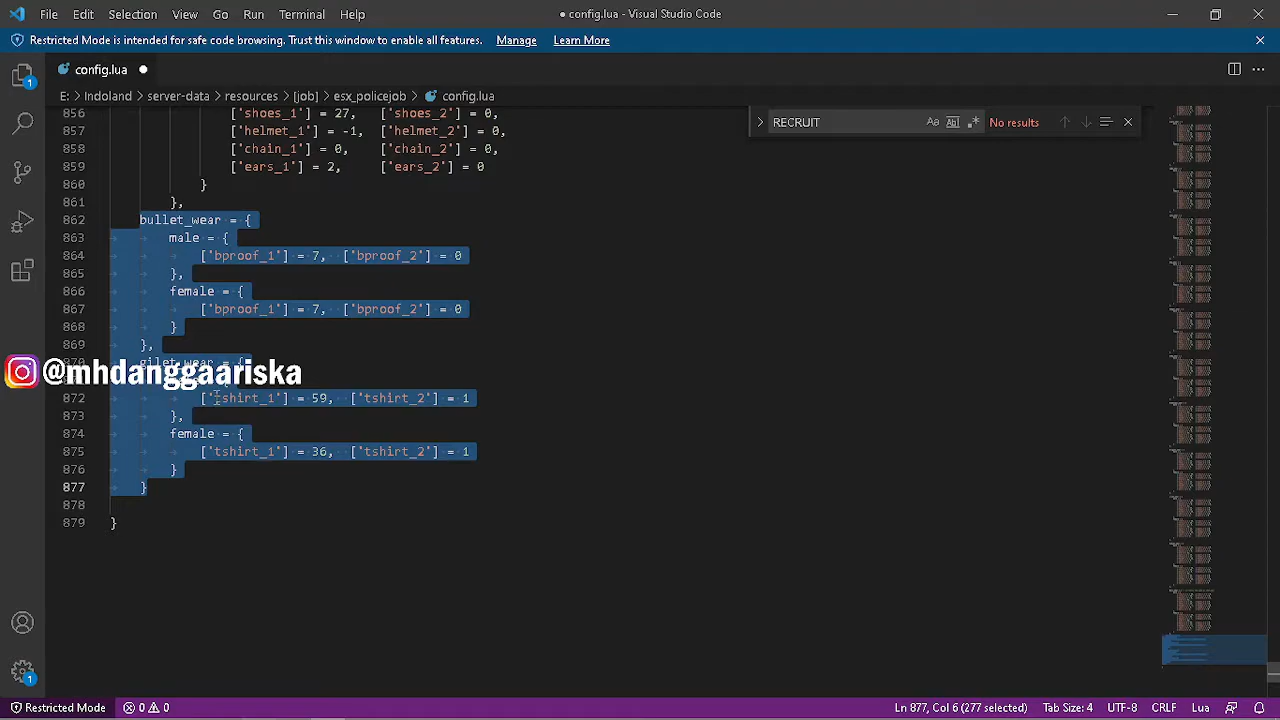 File Edit Selection View Go Run Terminal Help
● config.lua - Visual Studio Code
Restricted Mode is intended for safe code browsing. Trust this window to enable all features. Manage Learn More
config.lua
E: > Indoland > server-data > resources > [job] > esx_policejob > config.lua
RECRUIT
Aa ab .* No results
856 ['shoes_1'] = 27, ['shoes_2'] = 0,
857 ['helmet_1'] = -1, ['helmet_2'] = 0,
858 ['chain_1'] = 0, ['chain_2'] = 0,
859 ['ears_1'] = 2, ['ears_2'] = 0
860 }
861 },
862 bullet_wear = {
863 male = {
864 ['bproof_1'] = 7, ['bproof_2'] = 0
865 },
866 female = {
867 ['bproof_1'] = 7, ['bproof_2'] = 0
868 }
869 },
870 gilet_wear = {
@mhdanggaariska
{
872 ['tshirt_1'] = 59, ['tshirt_2'] = 1
873 },
874 female = {
875 ['tshirt_1'] = 36, ['tshirt_2'] = 1
876 }
877 }
878
879 }
1
1
Restricted Mode 0 0
Ln 877, Col 6 (277 selected) Tab Size: 4 UTF-8 CRLF Lua